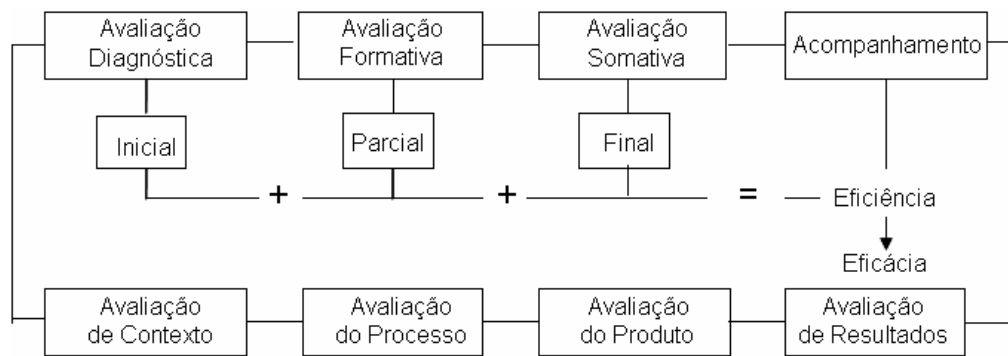 Avaliação
Diagnóstica
Avaliação
Formativa
Avaliação
Somativa
Acompanhamento
Inicial
Parcial
Final
+
+
=
Eficiência
Eficácia
Avaliação
de Contexto
Avaliação
do Processo
Avaliação
do Produto
Avaliação
de Resultados